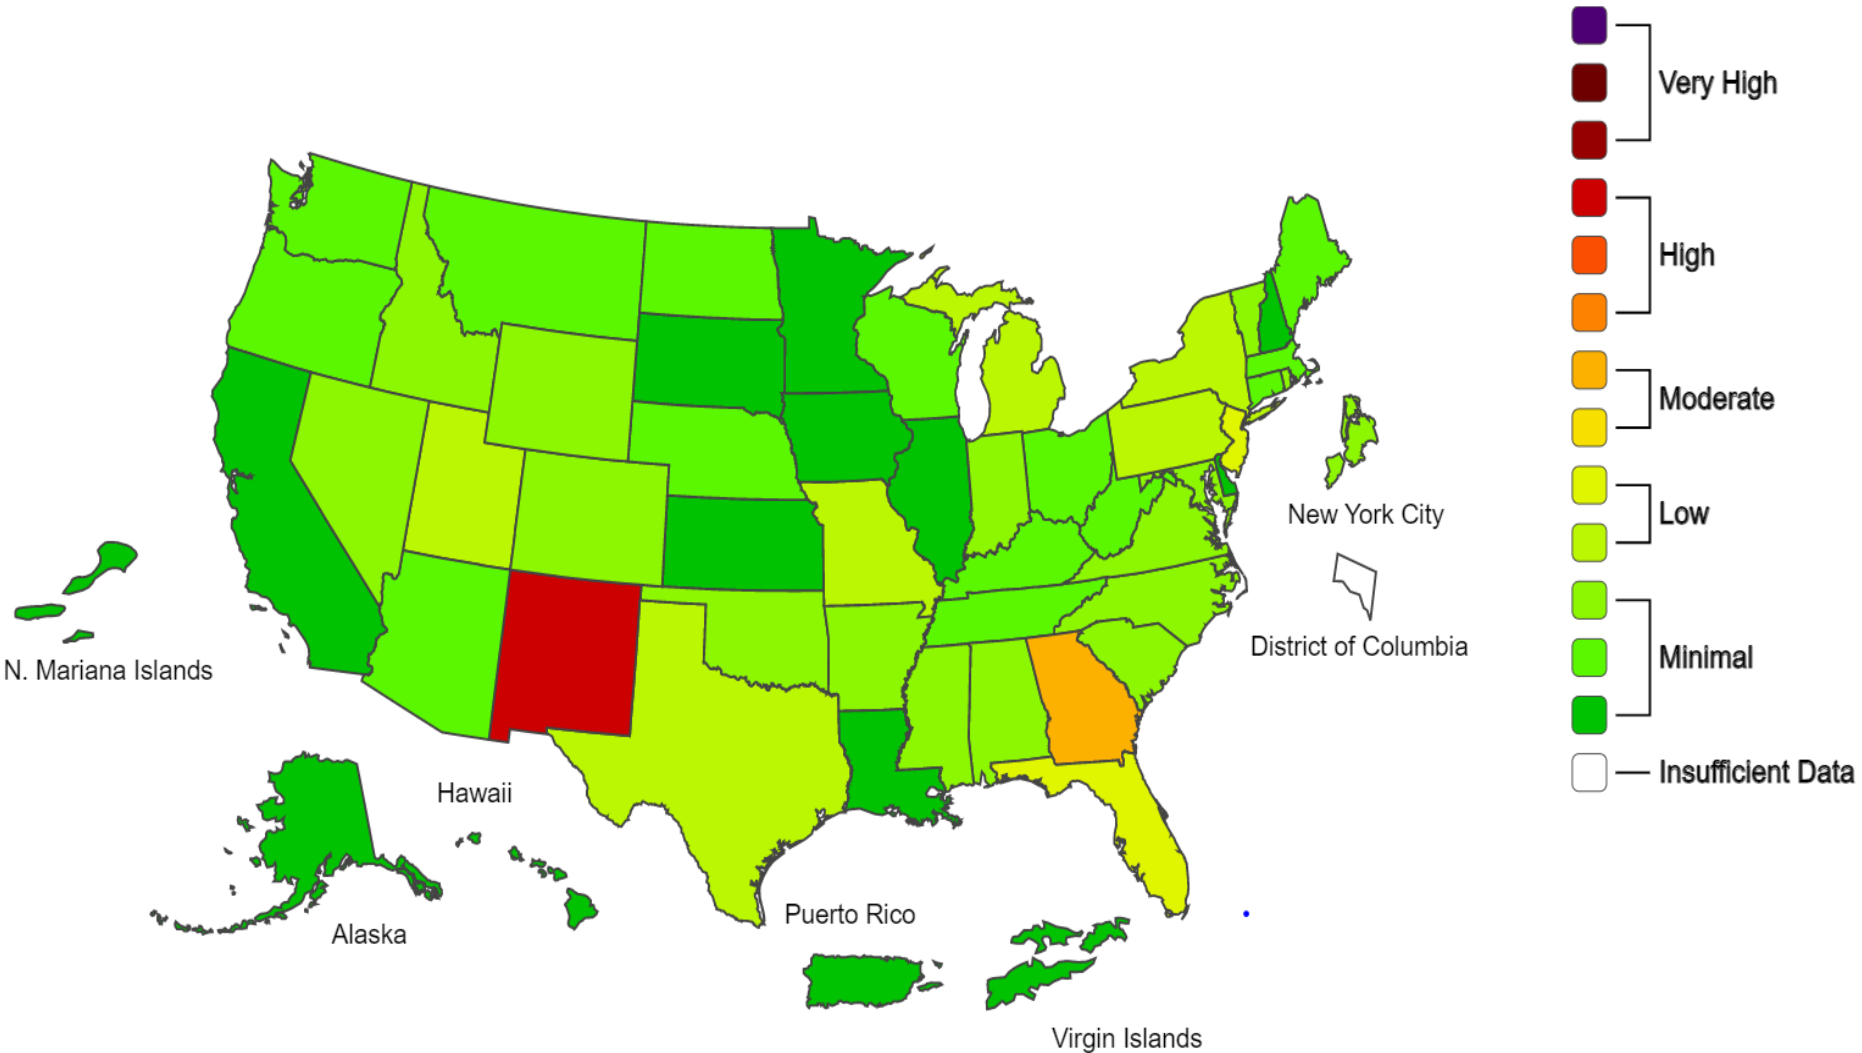 Very High
High
Moderate
Low
Minimal
Insufficient Data
New York City
District of Columbia
N. Mariana Islands
Hawaii
Alaska
Puerto Rico
Virgin Islands